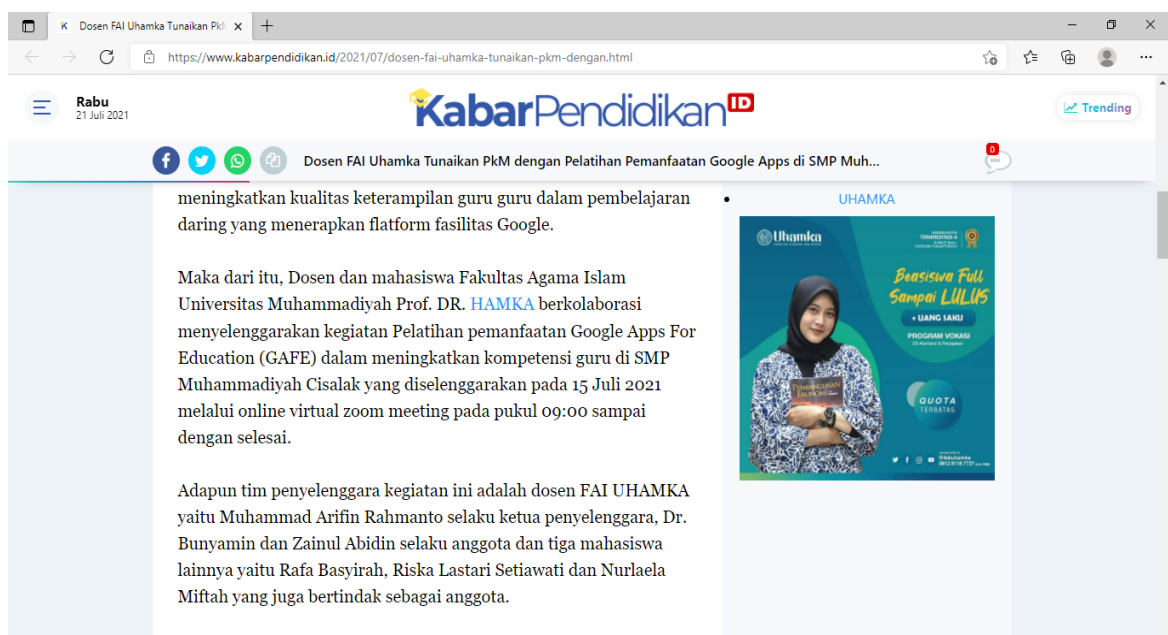 Dosen FAI Uhamka Tunaikan PkM
https://www.kabarpendidikan.id/2021/07/dosen-fai-uhamka-tunaikan-pkm-dengan.html
Rabu
21 Juli 2021
KabarPendidikan ID
Trending
Dosen FAI Uhamka Tunaikan PkM dengan Pelatihan Pemanfaatan Google Apps di SMP Muh...
0
meningkatkan kualitas keterampilan guru guru dalam pembelajaran
daring yang menerapkan flatform fasilitas Google.
Maka dari itu, Dosen dan mahasiswa Fakultas Agama Islam
Universitas Muhammadiyah Prof. DR. HAMKA berkolaborasi
menyelenggarakan kegiatan Pelatihan pemanfaatan Google Apps For
Education (GAFE) dalam meningkatkan kompetensi guru di SMP
Muhammadiyah Cisalak yang diselenggarakan pada 15 Juli 2021
melalui online virtual zoom meeting pada pukul 09:00 sampai
dengan selesai.
Adapun tim penyelenggara kegiatan ini adalah dosen FAI UHAMKA
yaitu Muhammad Arifin Rahmanto selaku ketua penyelenggara, Dr.
Bunyamin dan Zainul Abidin selaku anggota dan tiga mahasiswa
lainnya yaitu Rafa Basyirah, Riska Lastari Setiawati dan Nurlaela
Miftah yang juga bertindak sebagai anggota.
UHAMKA
Uhamka
Beasiswa Full
Sampai LULUS
+ UANG SAKU
PROGRAM VOKASI
PEMBANGUNAN
EKONOMI
QUOTA
TERBATAS